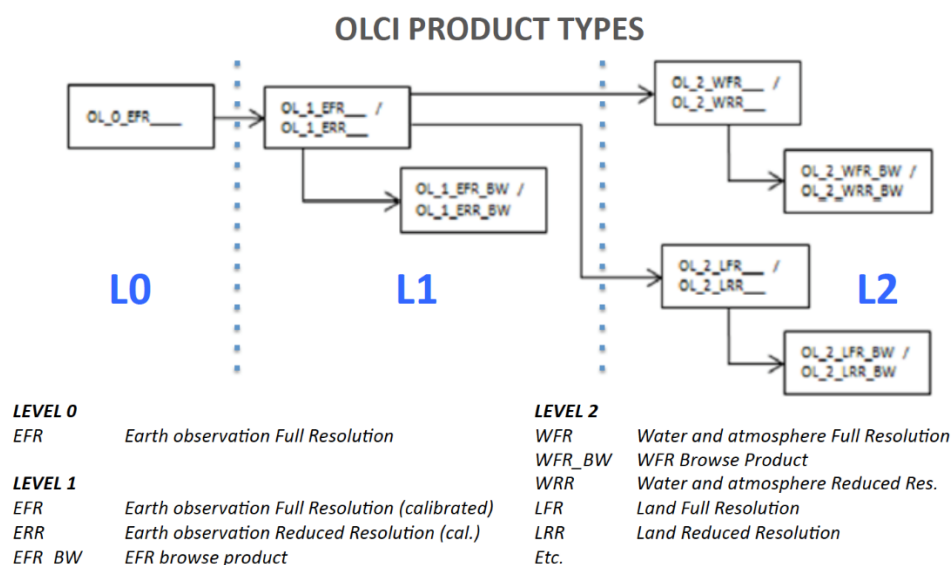 OLCI PRODUCT TYPES
OL_0_EFR____
OL_1_EFR___ /
OL_1_ERR___
OL_1_EFR_BW /
OL_1_ERR_BW
OL_2_WFR___ /
OL_2_WRR___
OL_2_WFR_BW /
OL_2_WRR_BW
OL_2_LFR___ /
OL_2_LRR___
OL_2_LFR_BW /
OL_2_LRR_BW
L0
L1
L2
LEVEL 0
EFR Earth observation Full Resolution
LEVEL 1
EFR Earth observation Full Resolution (calibrated)
ERR Earth observation Reduced Resolution (cal.)
EFR_BW EFR browse product
LEVEL 2
WFR Water and atmosphere Full Resolution
WFR_BW WFR Browse Product
WRR Water and atmosphere Reduced Res.
LFR Land Full Resolution
LRR Land Reduced Resolution
Etc.